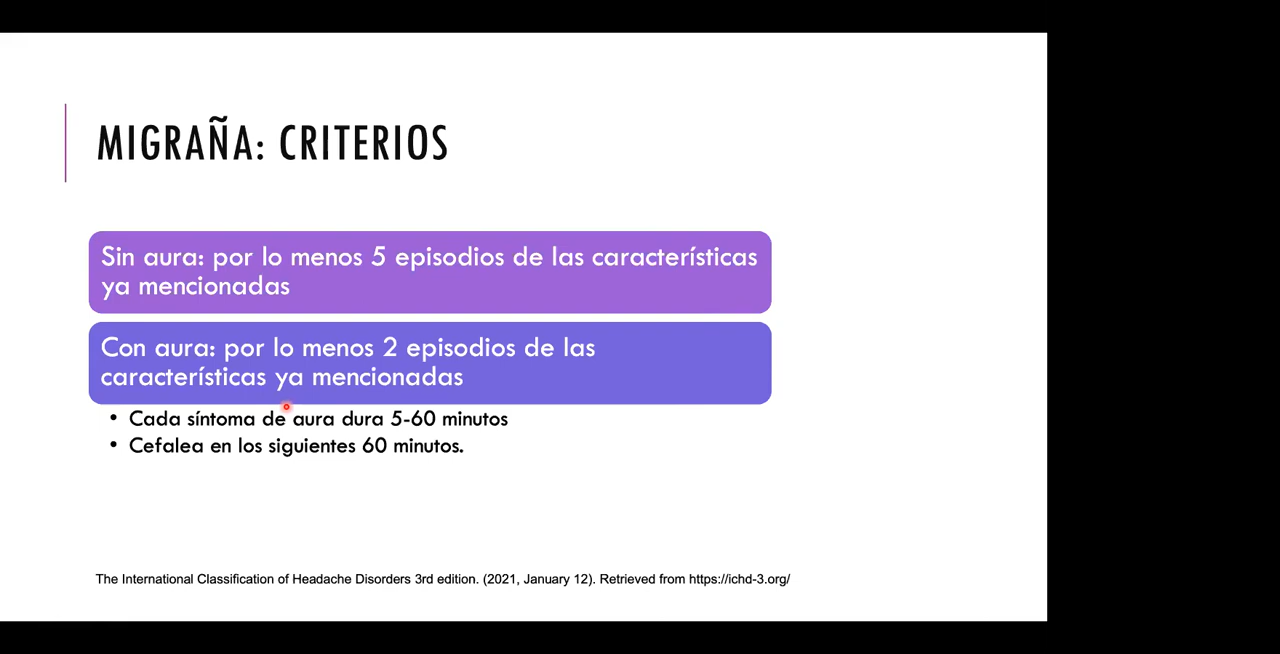 MIGRAÑA: CRITERIOS
Sin aura: por lo menos 5 episodios de las características
ya mencionadas
Con aura: por lo menos 2 episodios de las
características ya mencionadas
• Cada síntoma de aura dura 5-60 minutos
• Cefalea en los siguientes 60 minutos.
The International Classification of Headache Disorders 3rd edition. (2021, January 12). Retrieved from https://ichd-3.org/